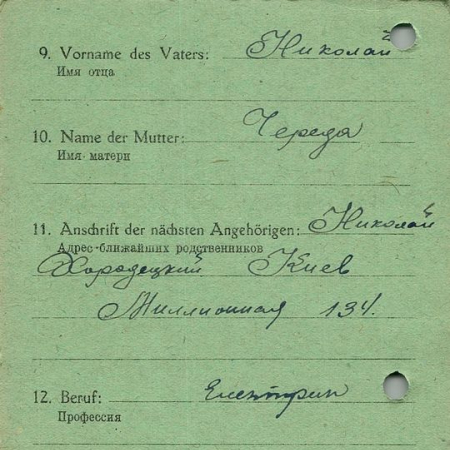 9. Vorname des Vaters: Николай
Имя отца
10. Name der Mutter: Череда
Имя матери
11. Anschrift der nächsten Angehörigen: Николай
Адрес ближайших родственников
Хородецкий Киев
Миллионная 134.
12. Beruf: Електрик
Профессия